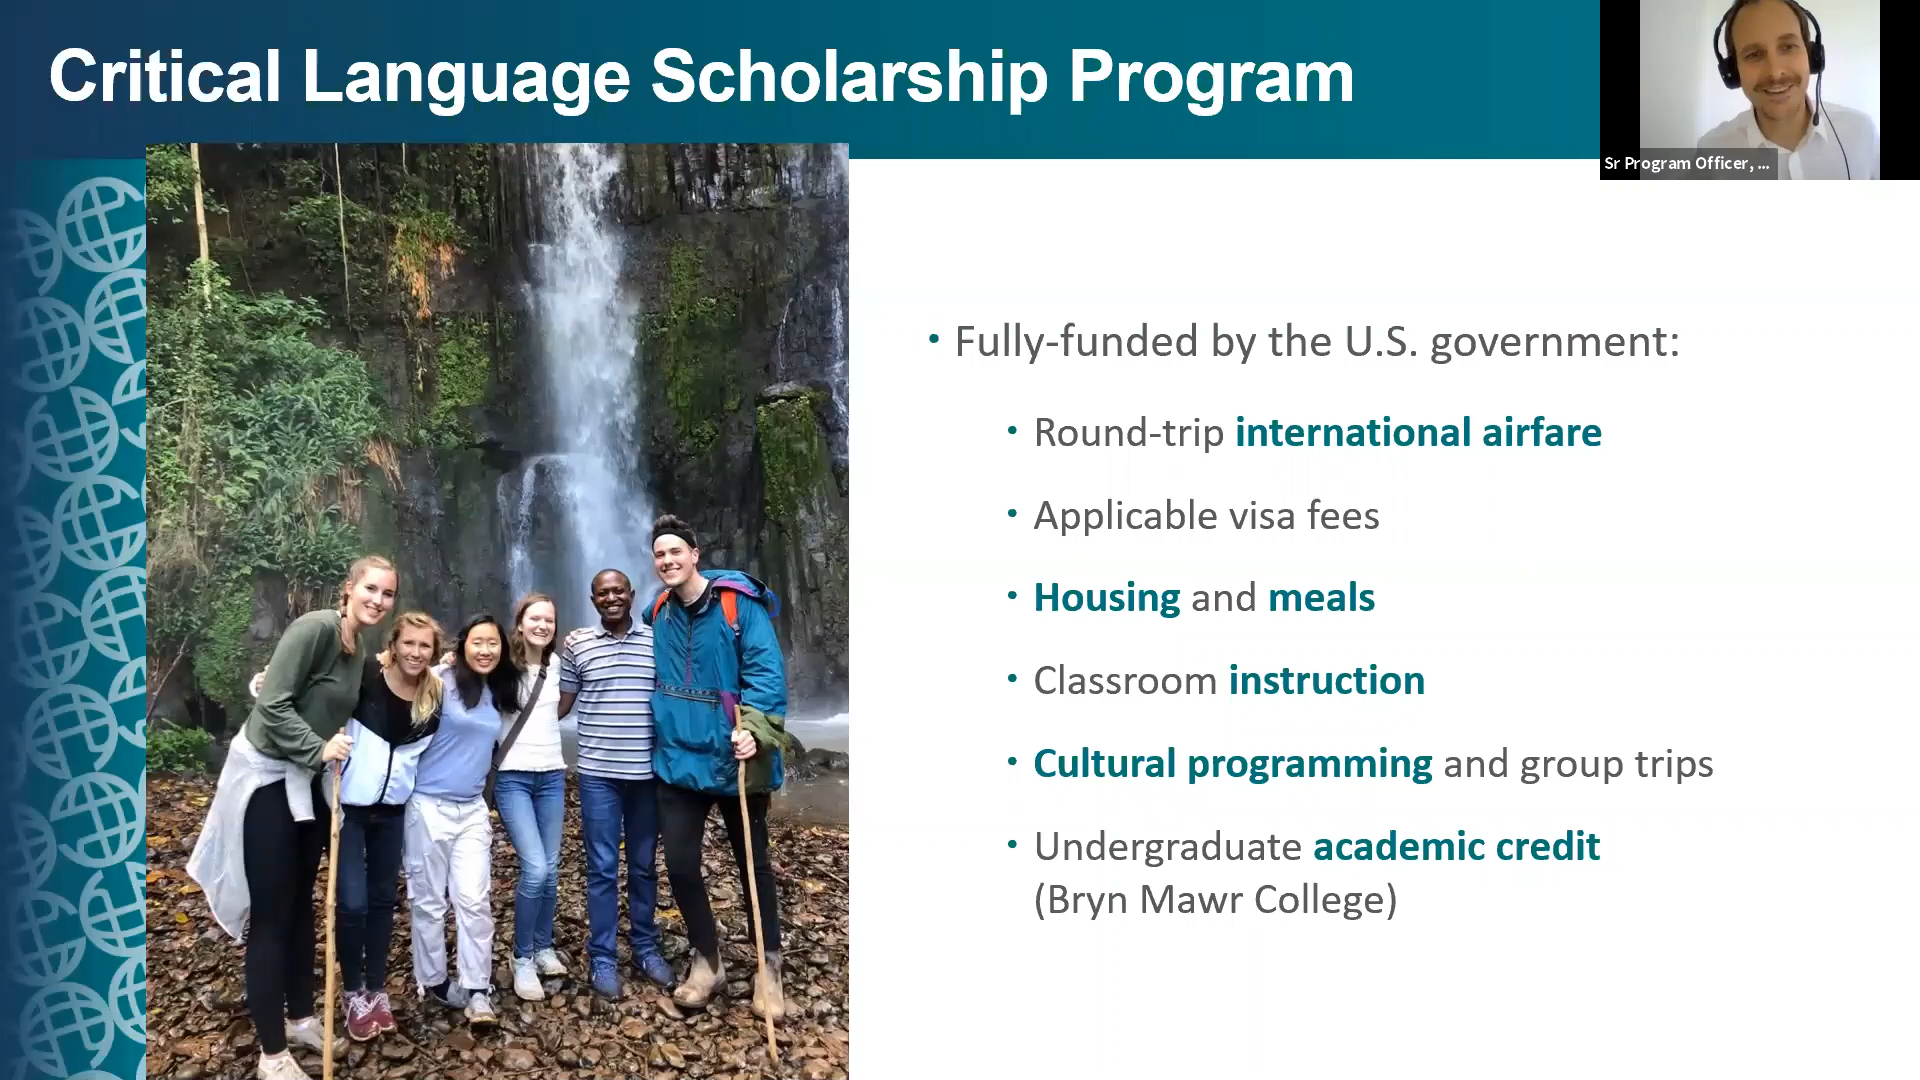 Critical Language Scholarship Program
Sr Program Officer, ...
• Fully-funded by the U.S. government:
• Round-trip international airfare
• Applicable visa fees
• Housing and meals
• Classroom instruction
• Cultural programming and group trips
• Undergraduate academic credit
(Bryn Mawr College)